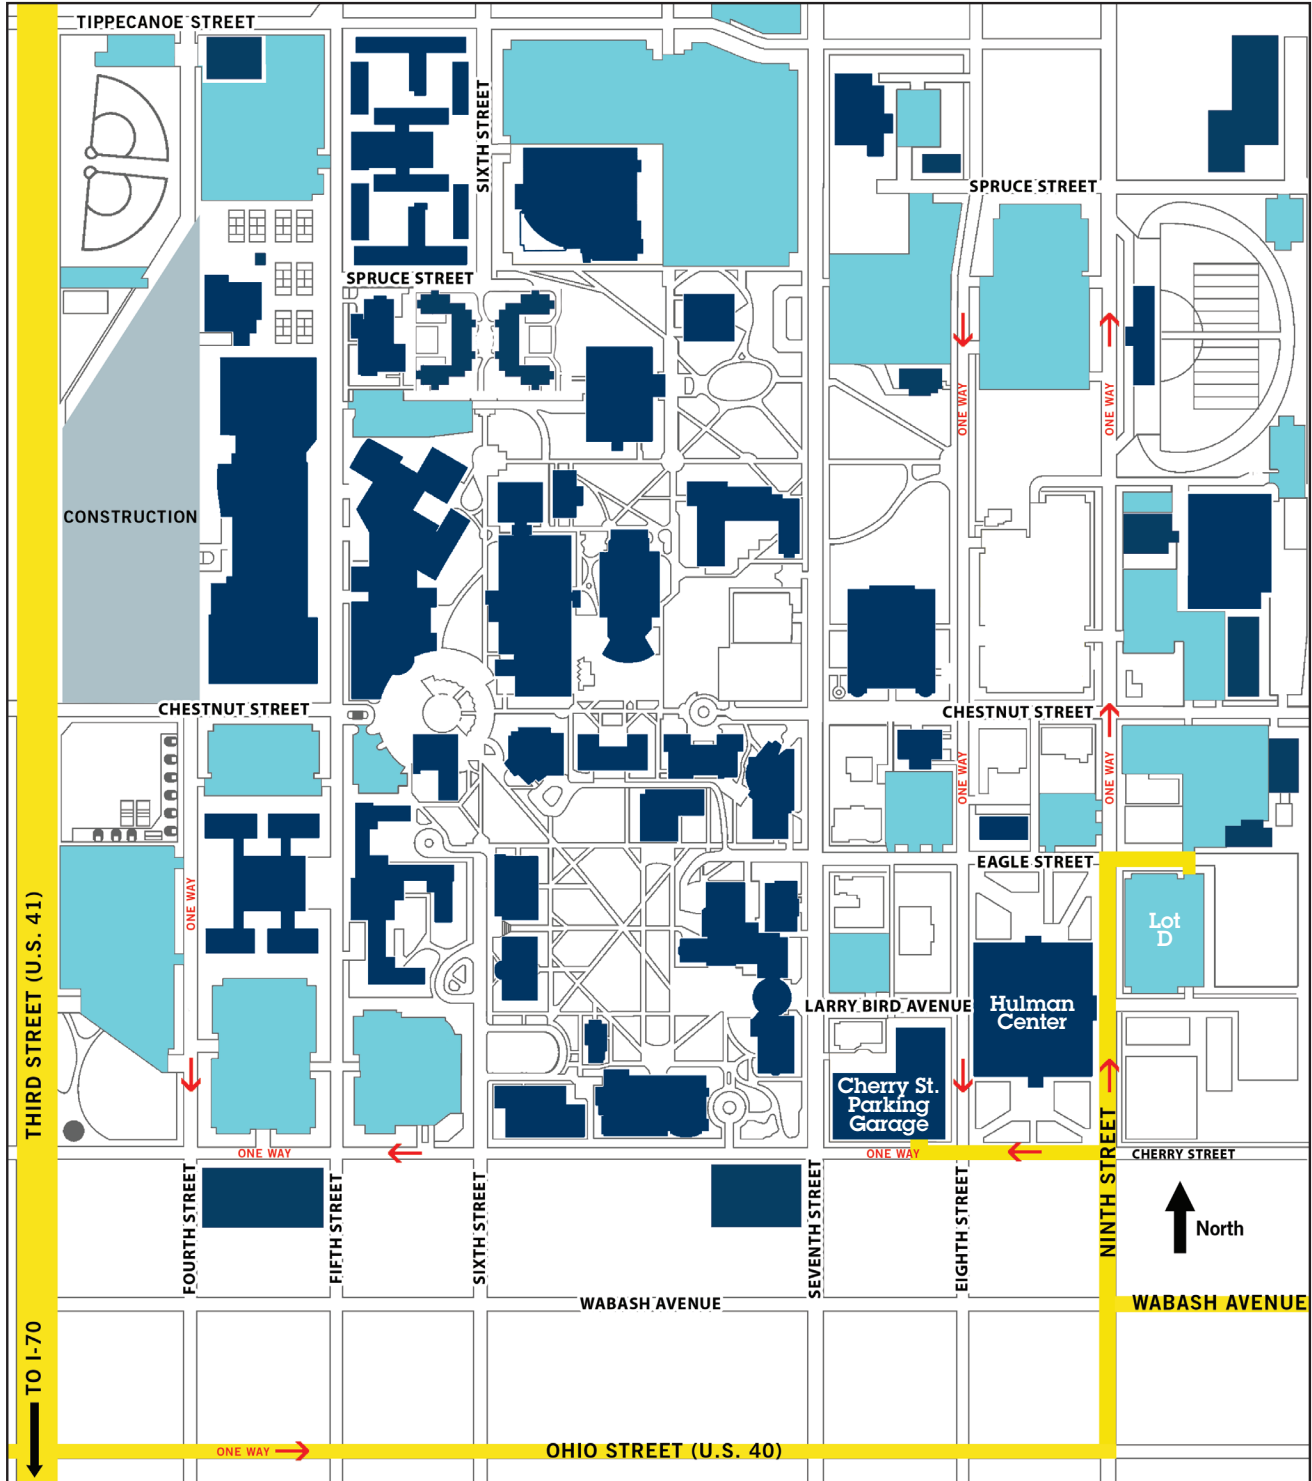 TIPPECANOE STREET
SIXTH STREET
SPRUCE STREET
SPRUCE STREET
ONE WAY
ONE WAY
CONSTRUCTION
CHESTNUT STREET
CHESTNUT STREET
ONE WAY
ONE WAY
EAGLE STREET
ONE WAY
Lot
D
THIRD STREET (U.S. 41)
LARRY BIRD AVENUE
Hulman
Center
Cherry St.
Parking
Garage
ONE WAY
ONE WAY
CHERRY STREET
FOURTH STREET
FIFTH STREET
SIXTH STREET
SEVENTH STREET
EIGHTH STREET
NINTH STREET
North
WABASH AVENUE
WABASH AVENUE
TO I-70
ONE WAY
OHIO STREET (U.S. 40)